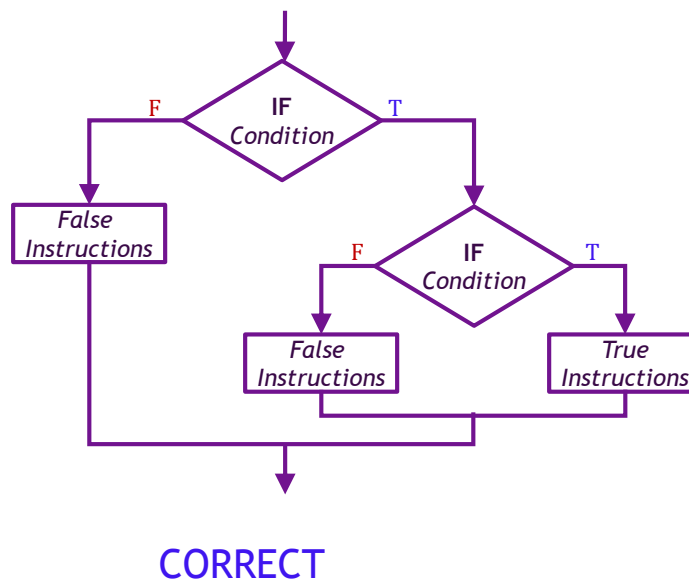 F
IF
T
Condition
False
Instructions
F
IF
T
Condition
False
Instructions
True
Instructions
CORRECT